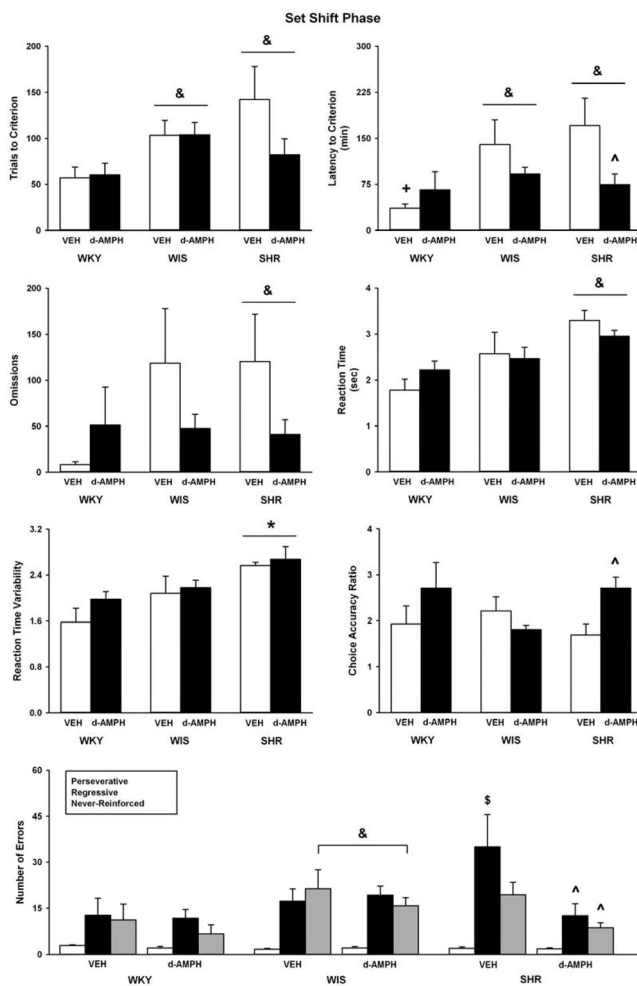 Set Shift Phase
Trials to Criterion
200
150
100
50
0
&
&
VEH d-AMPH VEH d-AMPH VEH d-AMPH
WKY WIS SHR
Latency to Criterion
(min)
300
225
150
75
0
+
&
&
^
VEH d-AMPH VEH d-AMPH VEH d-AMPH
WKY WIS SHR
Omissions
200
150
100
50
0
&
VEH d-AMPH VEH d-AMPH VEH d-AMPH
WKY WIS SHR
Reaction Time
(sec)
4
3
2
1
0
&
VEH d-AMPH VEH d-AMPH VEH d-AMPH
WKY WIS SHR
Reaction Time Variability
3.2
2.4
1.6
0.8
0.0
*
VEH d-AMPH VEH d-AMPH VEH d-AMPH
WKY WIS SHR
Choice Accuracy Ratio
4
3
2
1
0
^
VEH d-AMPH VEH d-AMPH VEH d-AMPH
WKY WIS SHR
Number of Errors
60
45
30
15
0
Perseverative
Regressive
Never-Reinforced
&
$
^
^
VEH d-AMPH VEH d-AMPH VEH d-AMPH
WKY WIS SHR